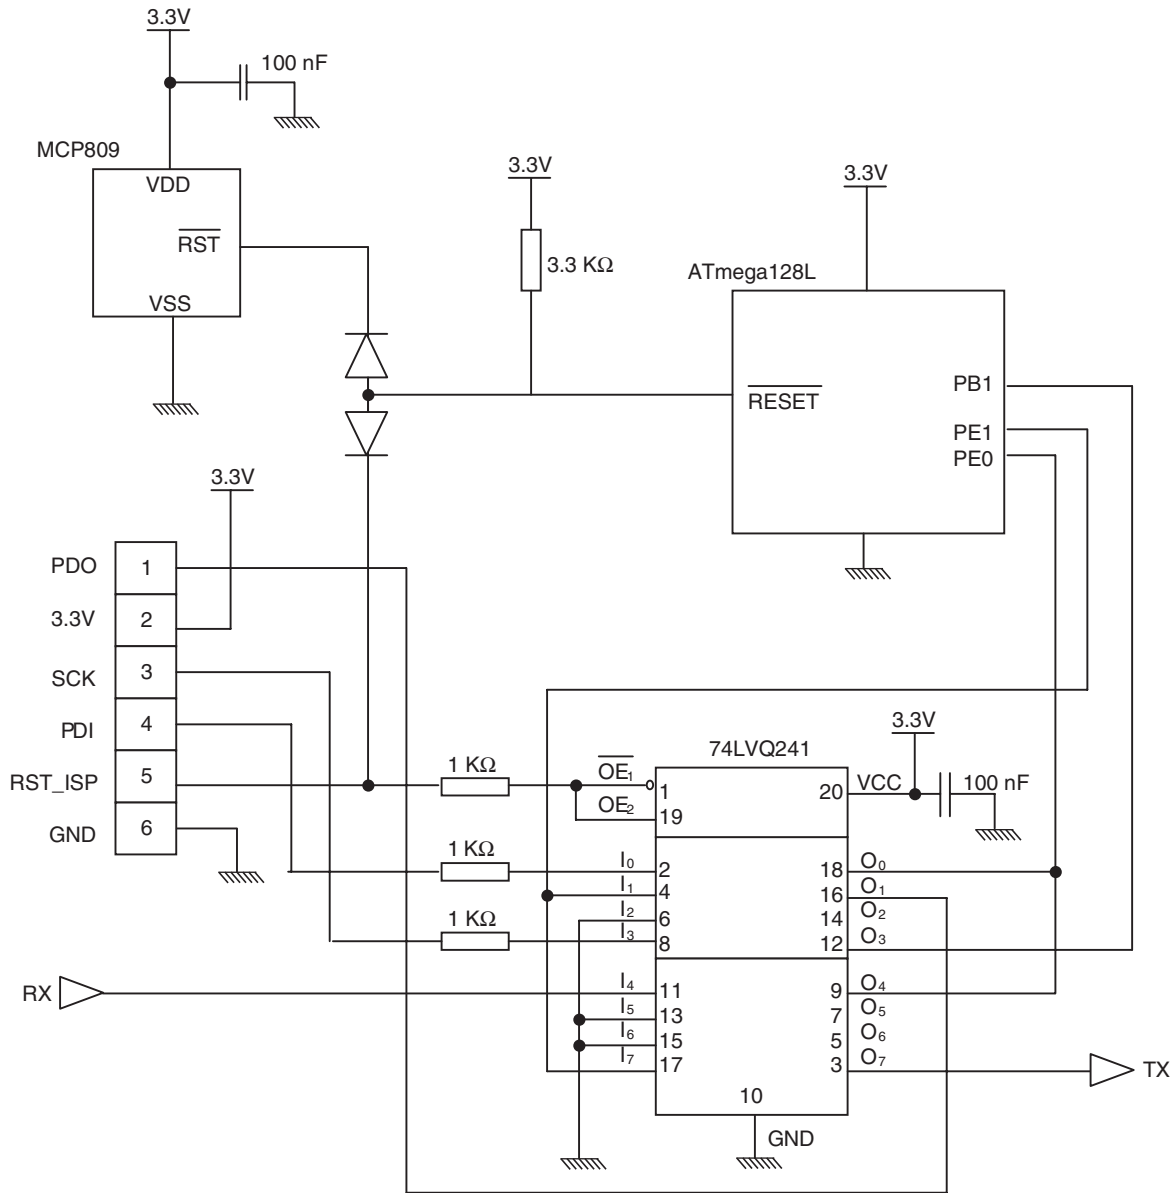 3.3V
100 nF
MCP809
VDD
RST
VSS
3.3V
3.3 KΩ
3.3V
ATmega128L
RESET
PB1
PE1
PE0
3.3V
PDO 1
3.3V 2
SCK 3
PDI 4
RST_ISP 5
GND 6
1 KΩ
1 KΩ
1 KΩ
3.3V
74LVQ241
OE1 1
OE2 19
20 VCC
100 nF
I0 2 18 O0
I1 4 16 O1
I2 6 14 O2
I3 8 12 O3
RX I4 11 9 O4
I5 13 7 O5
I6 15 5 O6
I7 17 3 O7 TX
10
GND